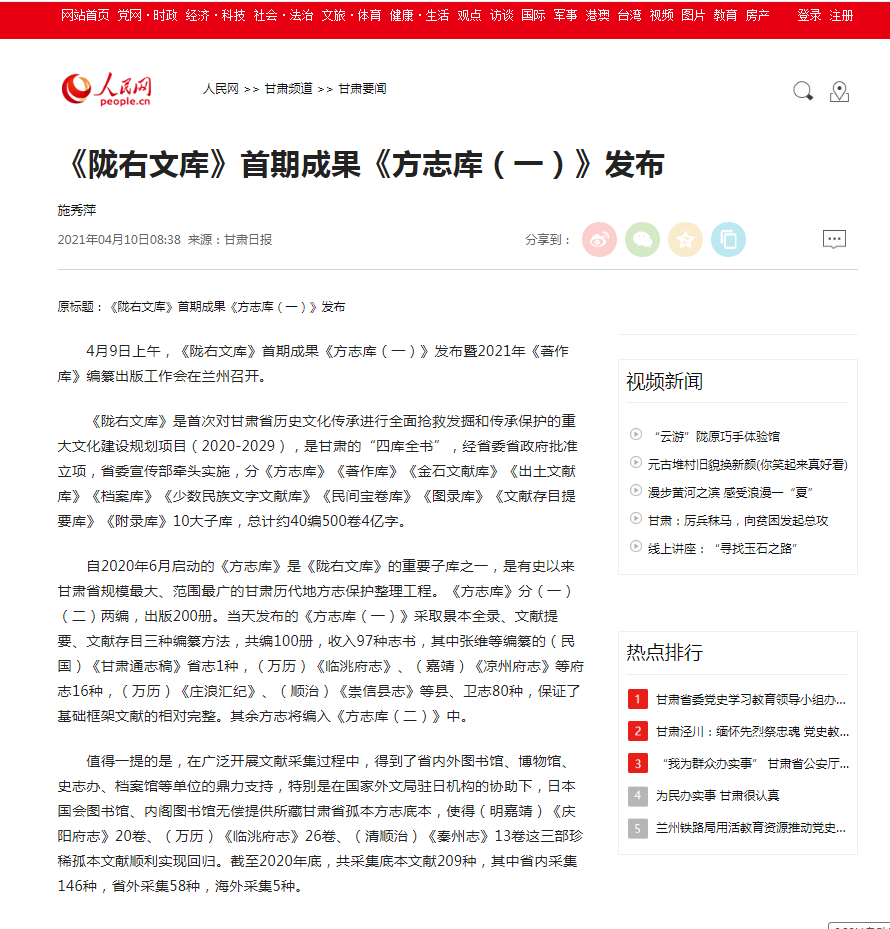 网站首页 党网·时政 经济·科技 社会·法治 文旅·体育 健康·生活 观点 访谈 国际 军事 港澳 台湾 视频 图片 教育 房产 登录 注册
人民网
people.cn
人民网 >> 甘肃频道 >> 甘肃要闻
《陇右文库》首期成果《方志库（一）》发布
施秀萍
2021年04月10日08:38 来源：甘肃日报
分享到：
原标题：《陇右文库》首期成果《方志库（一）》发布
4月9日上午，《陇右文库》首期成果《方志库（一）》发布暨2021年《著作
库》编纂出版工作会在兰州召开。
《陇右文库》是首次对甘肃省历史文化传承进行全面抢救发掘和传承保护的重
大文化建设规划项目（2020-2029），是甘肃的“四库全书”，经省委省政府批准
立项，省委宣传部牵头实施，分《方志库》《著作库》《金石文献库》《出土文献
库》《档案库》《少数民族文字文献库》《民间宝卷库》《图录库》《文献存目提
要库》《附录库》10大子库，总计约40编500卷4亿字。
自2020年6月启动的《方志库》是《陇右文库》的重要子库之一，是有史以来
甘肃省规模最大、范围最广的甘肃历代地方志保护整理工程。《方志库》分（一）
（二）两编，出版200册。当天发布的《方志库（一）》采取景本全录、文献提
要、文献存目三种编纂方法，共编100册，收入97种志书，其中张维等编纂的（民
国）《甘肃通志稿》省志1种，（万历）《临洮府志》、（嘉靖）《凉州府志》等府
志16种，（万历）《庄浪汇纪》、（顺治）《崇信县志》等县、卫志80种，保证了
基础框架文献的相对完整。其余方志将编入《方志库（二）》中。
值得一提的是，在广泛开展文献采集过程中，得到了省内外图书馆、博物馆、
史志办、档案馆等单位的鼎力支持，特别是在国家外文局驻日机构的协助下，日本
国会图书馆、内阁图书馆无偿提供所藏甘肃省孤本方志底本，使得（明嘉靖）《庆
阳府志》20卷、（万历）《临洮府志》26卷、（清顺治）《秦州志》13卷这三部珍
稀孤本文献顺利实现回归。截至2020年底，共采集底本文献209种，其中省内采集
146种，省外采集58种，海外采集5种。
视频新闻
“云游”陇原巧手体验馆
元古堆村旧貌换新颜(你笑起来真好看)
漫步黄河之滨 感受浪漫一“夏”
甘肃：厉兵秣马，向贫困发起总攻
线上讲座：“寻找玉石之路”
热点排行
1 甘肃省委党史学习教育领导小组办...
2 甘肃泾川：缅怀先烈祭忠魂 党史教...
3 “我为群众办实事” 甘肃省公安厅...
4 为民办实事 甘肃很认真
5 兰州铁路局用活教育资源推动党史...